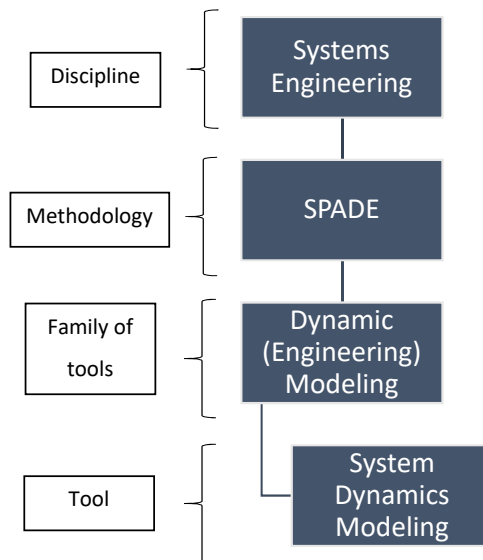 Discipline
Systems
Engineering
Methodology
SPADE
Family of
tools
Dynamic
(Engineering)
Modeling
Tool
System
Dynamics
Modeling